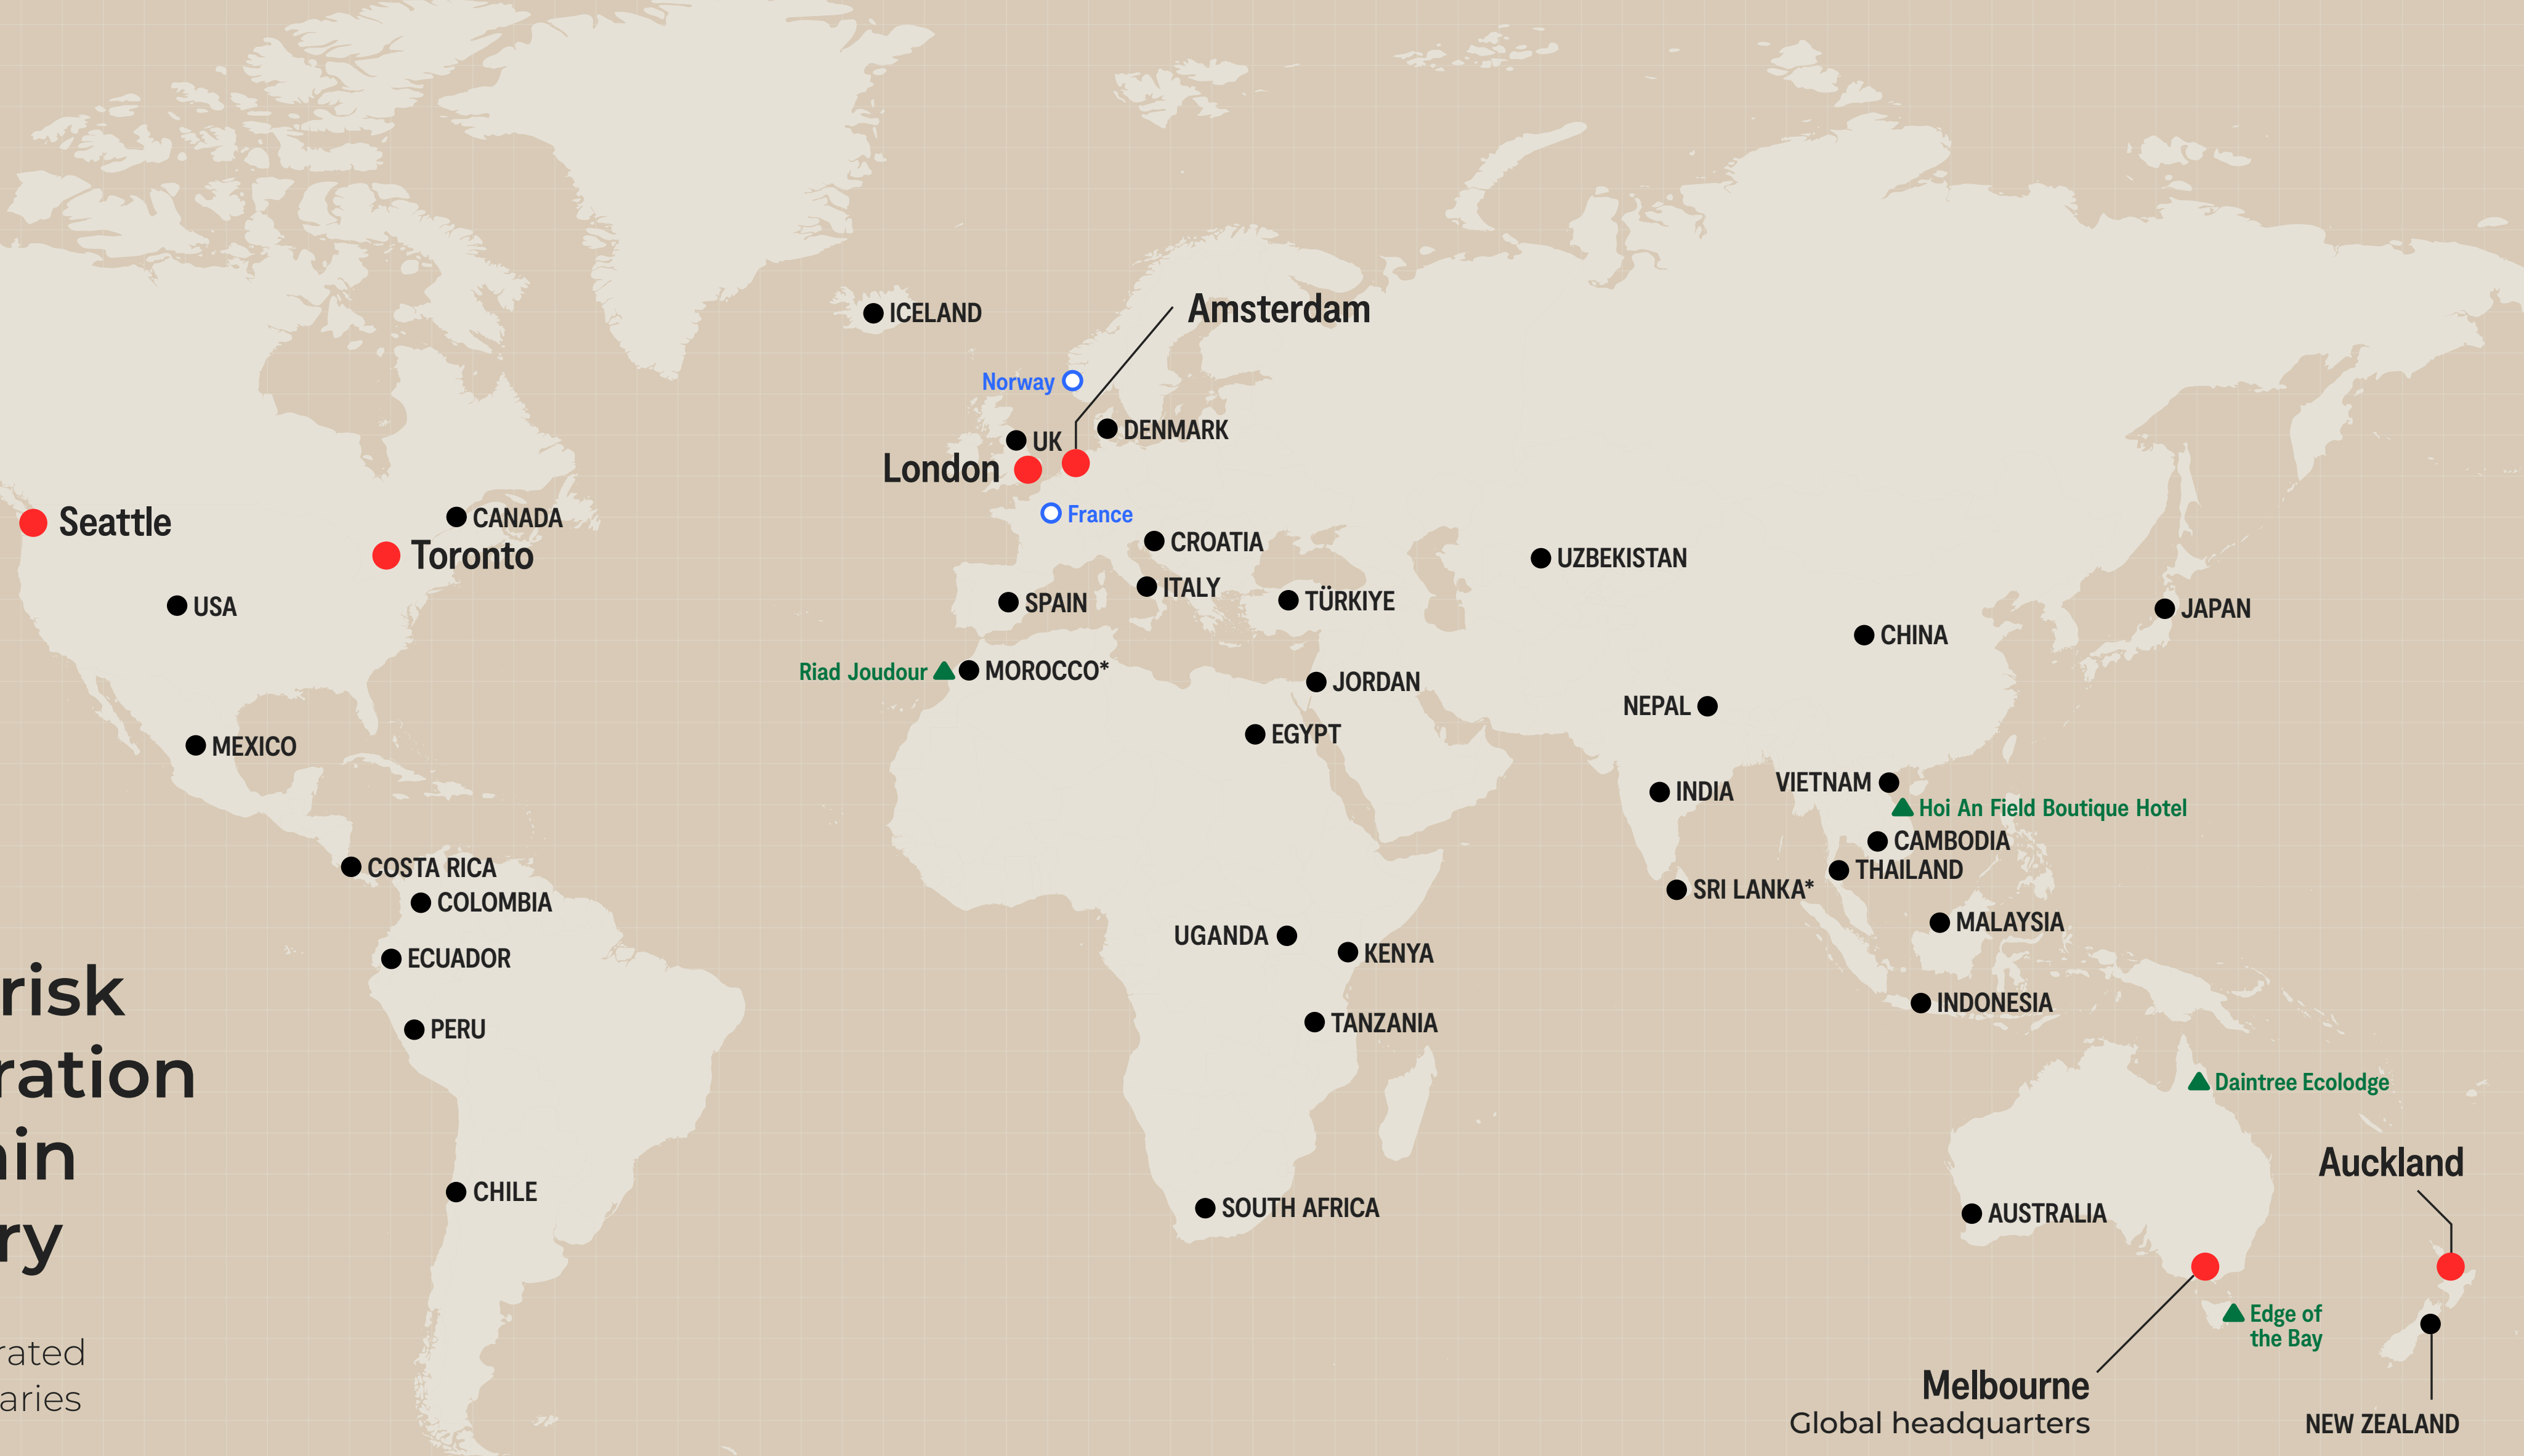 ICELAND
Amsterdam
Norway
UK
DENMARK
London
Seattle
CANADA
France
Toronto
CROATIA
UZBEKISTAN
USA
SPAIN
ITALY
TÜRKIYE
JAPAN
CHINA
Riad Joudour
MOROCCO*
JORDAN
NEPAL
EGYPT
MEXICO
VIETNAM
INDIA
Hoi An Field Boutique Hotel
CAMBODIA
COSTA RICA
THAILAND
SRI LANKA*
COLOMBIA
MALAYSIA
UGANDA
KENYA
ECUADOR
risk
INDONESIA
TANZANIA
PERU
ration
Daintree Ecolodge
ain
Auckland
CHILE
SOUTH AFRICA
AUSTRALIA
ry
Edge of
the Bay
rated
Melbourne
Global headquarters
aries
NEW ZEALAND